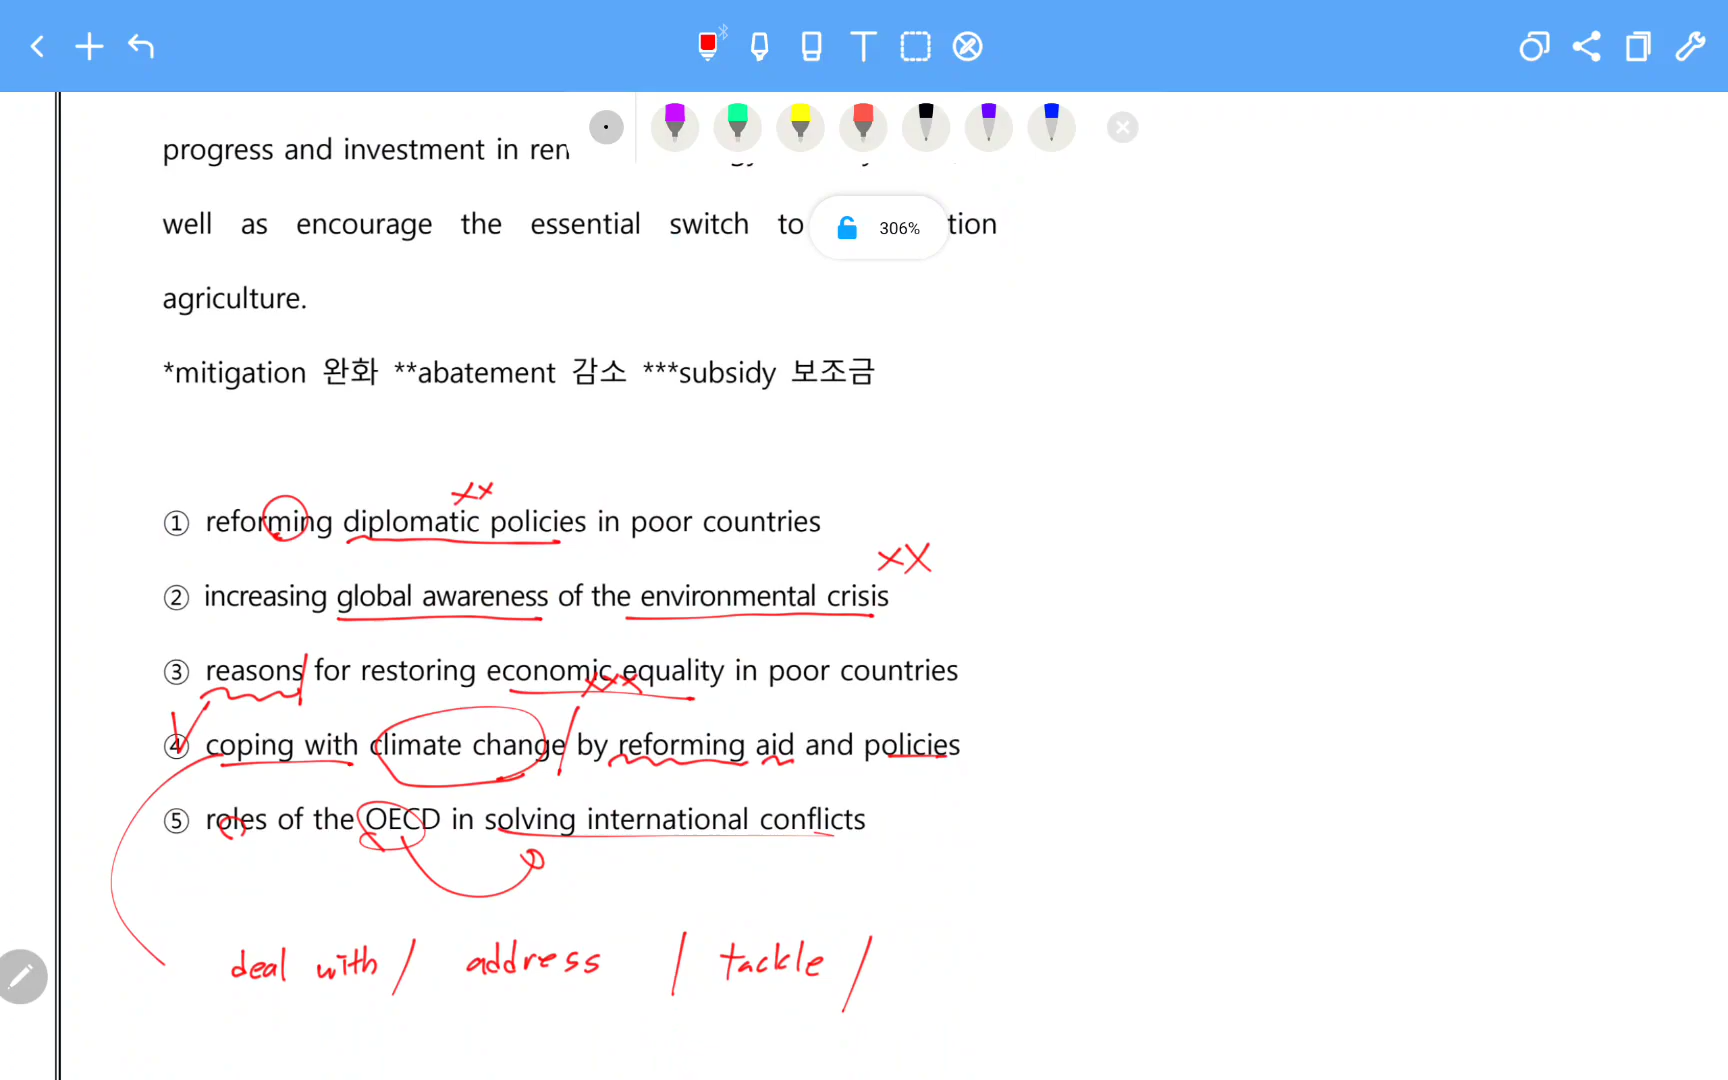 progress and investment in ren
well as encourage the essential switch to tion
306%
agriculture.
*mitigation 완화 **abatement 감소 ***subsidy 보조금
xx
① reforming diplomatic policies in poor countries
xX
② increasing global awareness of the environmental crisis
③ reasons for restoring economic equality in poor countries
xxx
④ coping with climate change by reforming aid and policies
⑤ roles of the OECD in solving international conflicts
deal with / address / tackle /